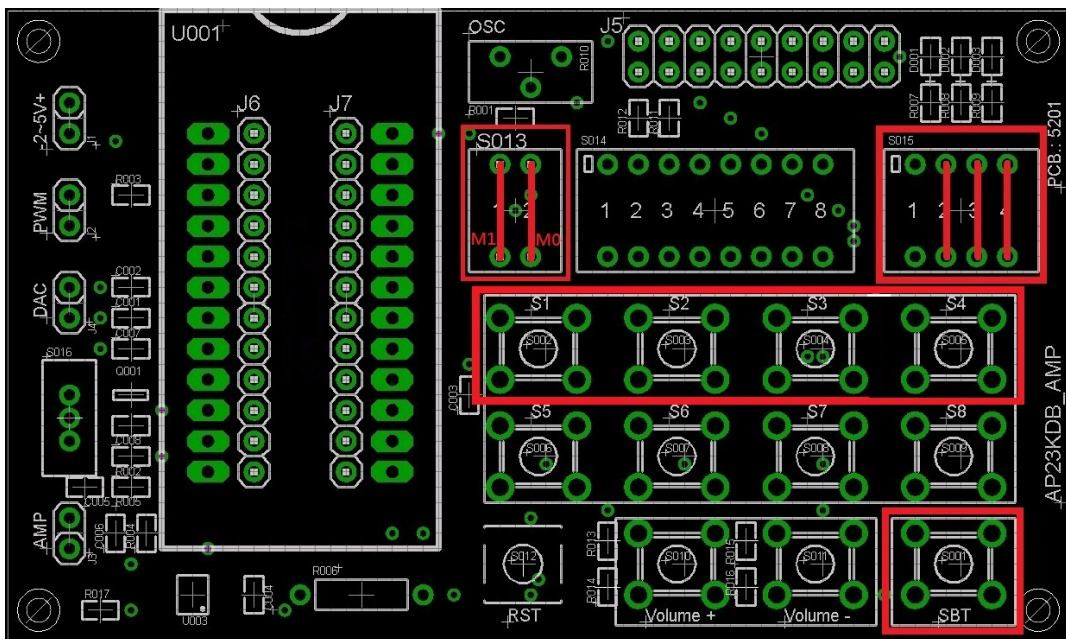 U001
OSC
R010
J5
D001
D002
D003
-2~5V+
J1
J6
J7
R001
R012
R011
R007
R008
R009
PCB.: 5201
S013
S014
S015
1 2
M1 M0
1 2 3 4 5 6 7 8
1 2 3 4
R003
PWM
J2
C002
C001
C007
DAC
J4
S016
Q001
C008
R002
C005
R005
C003
S1 S2 S3 S4
S002 S003 S004 S005
S5 S6 S7 S8
S006 S007 S008 S009
AP23KDB_AMP
AMP
J3
C006
R004
R017
U003
C004
R006
S012
RST
R013
R014
S010
Volume +
R015
R016
S011
Volume -
S001
SBT